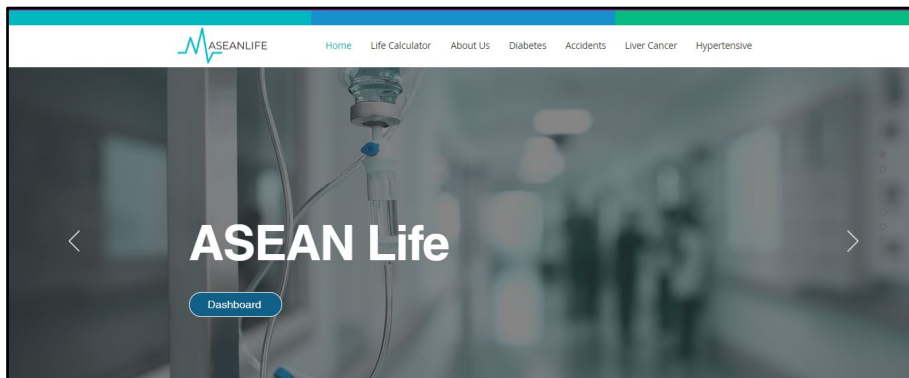 ASEANLIFE
Home Life Calculator About Us Diabetes Accidents Liver Cancer Hypertensive
ASEAN Life
Dashboard